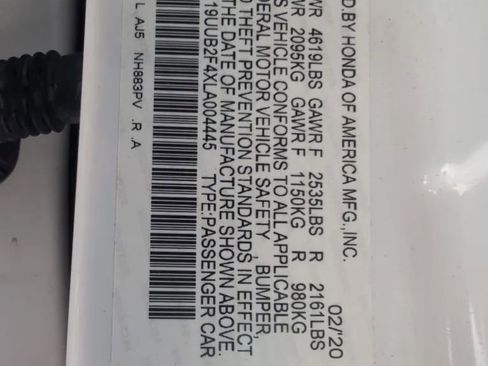 D BY HONDA OF AMERICA MFG., INC. 02/'20
WR 4619LBS GAWR F 2535LBS R 2161LBS
WR 2095KG GAWR F 1150KG R 980KG
S VEHICLE CONFORMS TO ALL APPLICABLE
DERAL MOTOR VEHICLE SAFETY , BUMPER,
D THEFT PREVENTION STANDARDS IN EFFECT
THE DATE OF MANUFACTURE SHOWN ABOVE.
19UUB2F4XLA004445 TYPE:PASSENGER CAR
L AJ5 NH883PV .R .A